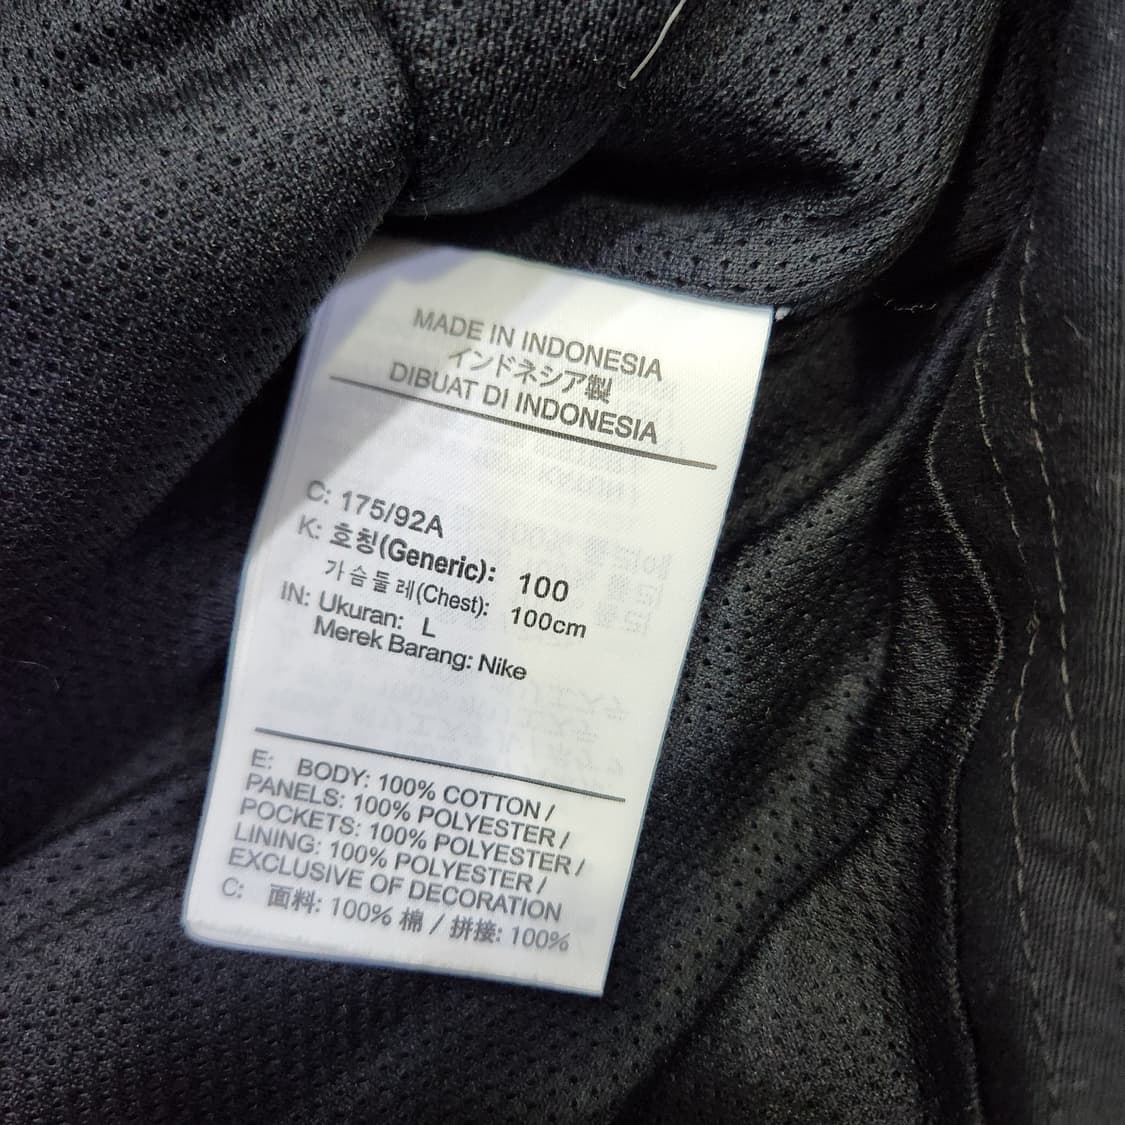 MADE IN INDONESIA
インドネシア製
DIBUAT DI INDONESIA
C: 175/92A
K: 호칭(Generic): 100
가슴둘레(Chest): 100cm
IN: Ukuran: L
Merek Barang: Nike
E: BODY: 100% COTTON /
PANELS: 100% POLYESTER /
POCKETS: 100% POLYESTER /
LINING: 100% POLYESTER /
EXCLUSIVE OF DECORATION
C: 面料: 100% 棉 / 拼接: 100%